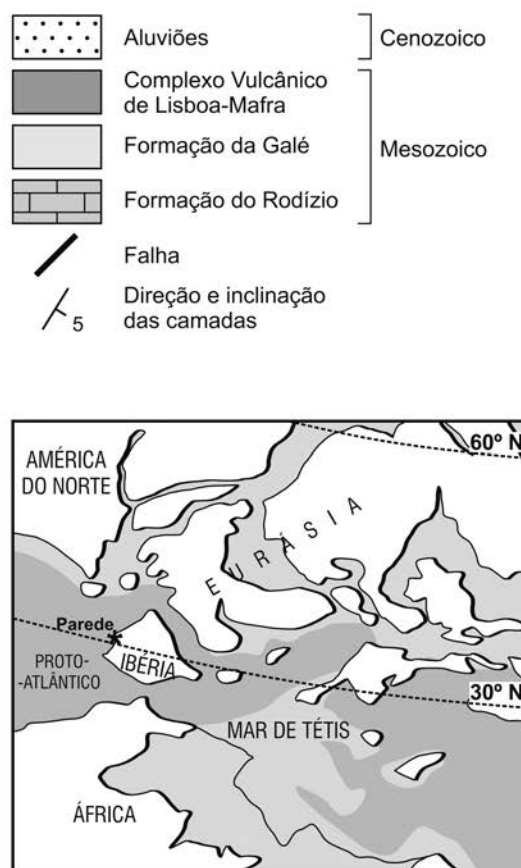 Aluviões
Cenozoico
Complexo Vulcânico
de Lisboa-Mafra
Formação da Galé
Mesozoico
Formação do Rodízio
Falha
5
Direção e inclinação
das camadas
60º N
AMÉRICA
DO NORTE
EURÁSIA
Parede
*
IBÉRIA
PROTO-
-ATLÂNTICO
30º N
MAR DE TÉTIS
ÁFRICA